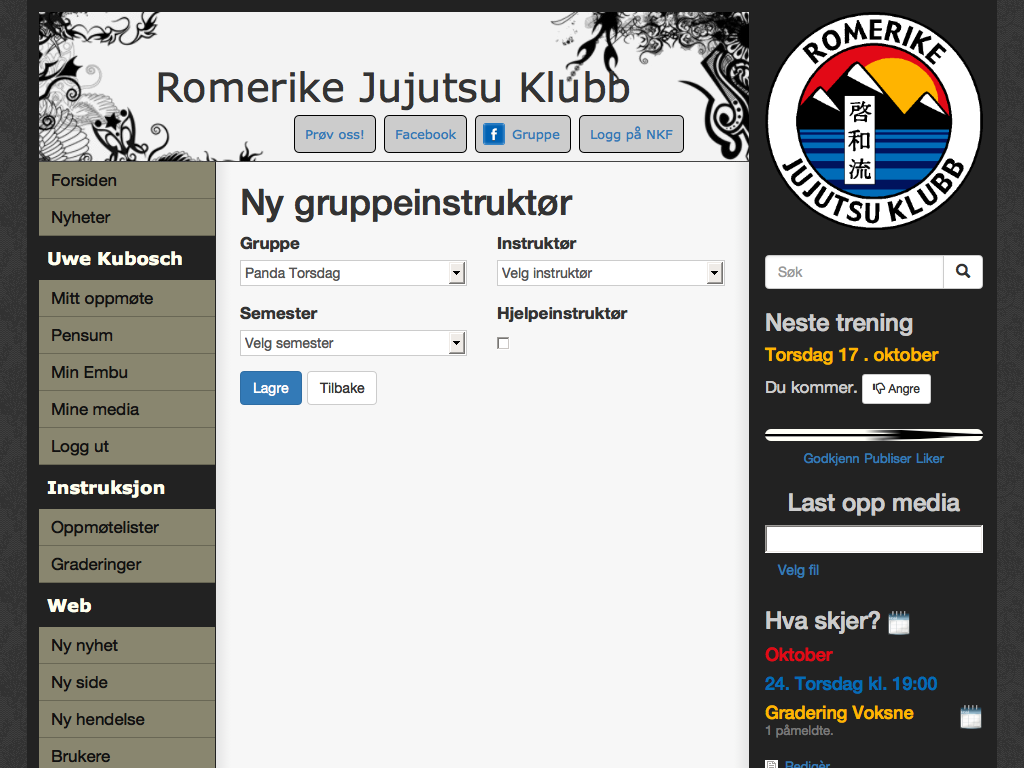 Romerike Jujutsu Klubb
Prøv oss!
Facebook
Gruppe
Logg på NKF
Forsiden
Nyheter
Uwe Kubosch
Mitt oppmøte
Pensum
Min Embu
Mine media
Logg ut
Instruksjon
Oppmøtelister
Graderinger
Web
Ny nyhet
Ny side
Ny hendelse
Brukere
Ny gruppeinstruktør
Gruppe
Panda Torsdag
Instruktør
Velg instruktør
Semester
Velg semester
Hjelpeinstruktør
Lagre
Tilbake
ROMERIKE
啓和流
JUJUTSU KLUBB
Søk
Neste trening
Torsdag 17 . oktober
Du kommer. Angre
Godkjenn Publiser Liker
Last opp media
Velg fil
Hva skjer?
Oktober
24. Torsdag kl. 19:00
Gradering Voksne
1 påmeldte.
Redigèr